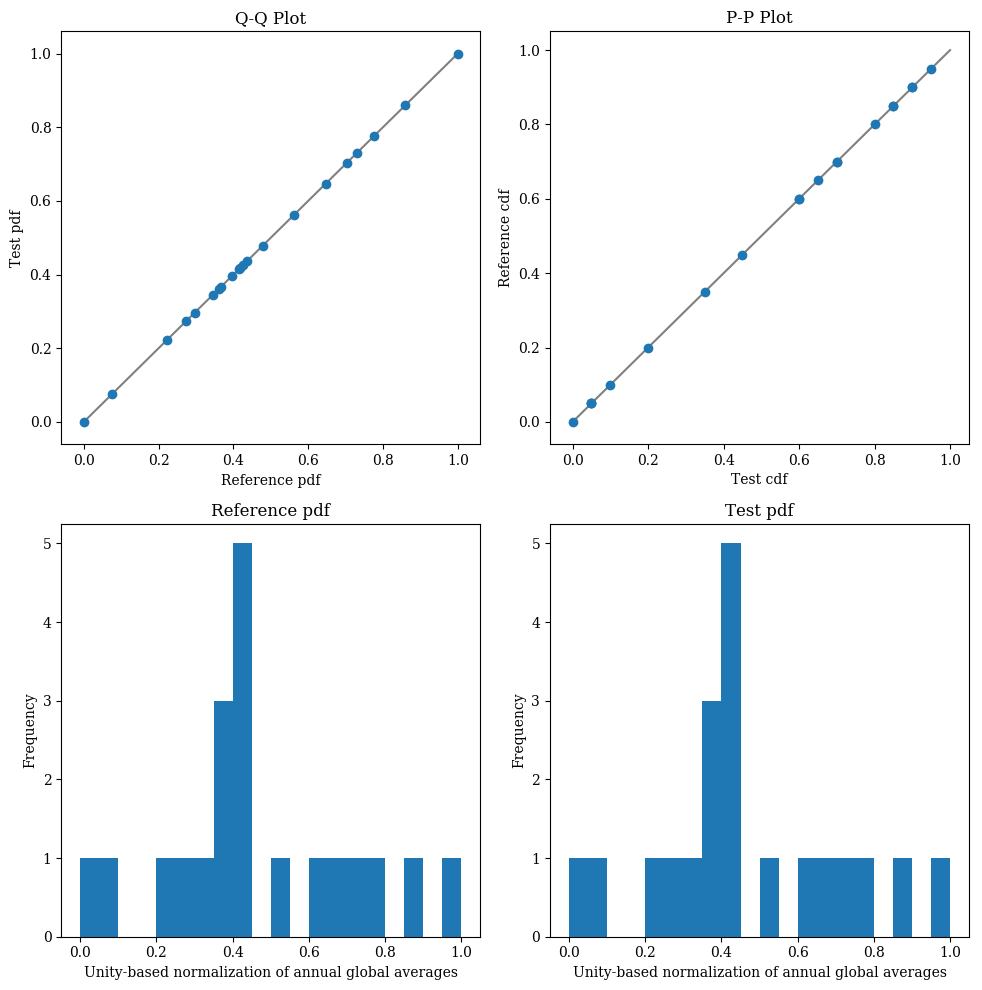 Q-Q Plot
1.0
0.8
0.6
0.4
0.2
0.0
Test pdf
0.0 0.2 0.4 0.6 0.8 1.0
Reference pdf
P-P Plot
1.0
0.8
0.6
0.4
0.2
0.0
Reference cdf
0.0 0.2 0.4 0.6 0.8 1.0
Test cdf
Reference pdf
5
4
3
2
1
0
Frequency
0.0 0.2 0.4 0.6 0.8 1.0
Unity-based normalization of annual global averages
Test pdf
5
4
3
2
1
0
Frequency
0.0 0.2 0.4 0.6 0.8 1.0
Unity-based normalization of annual global averages